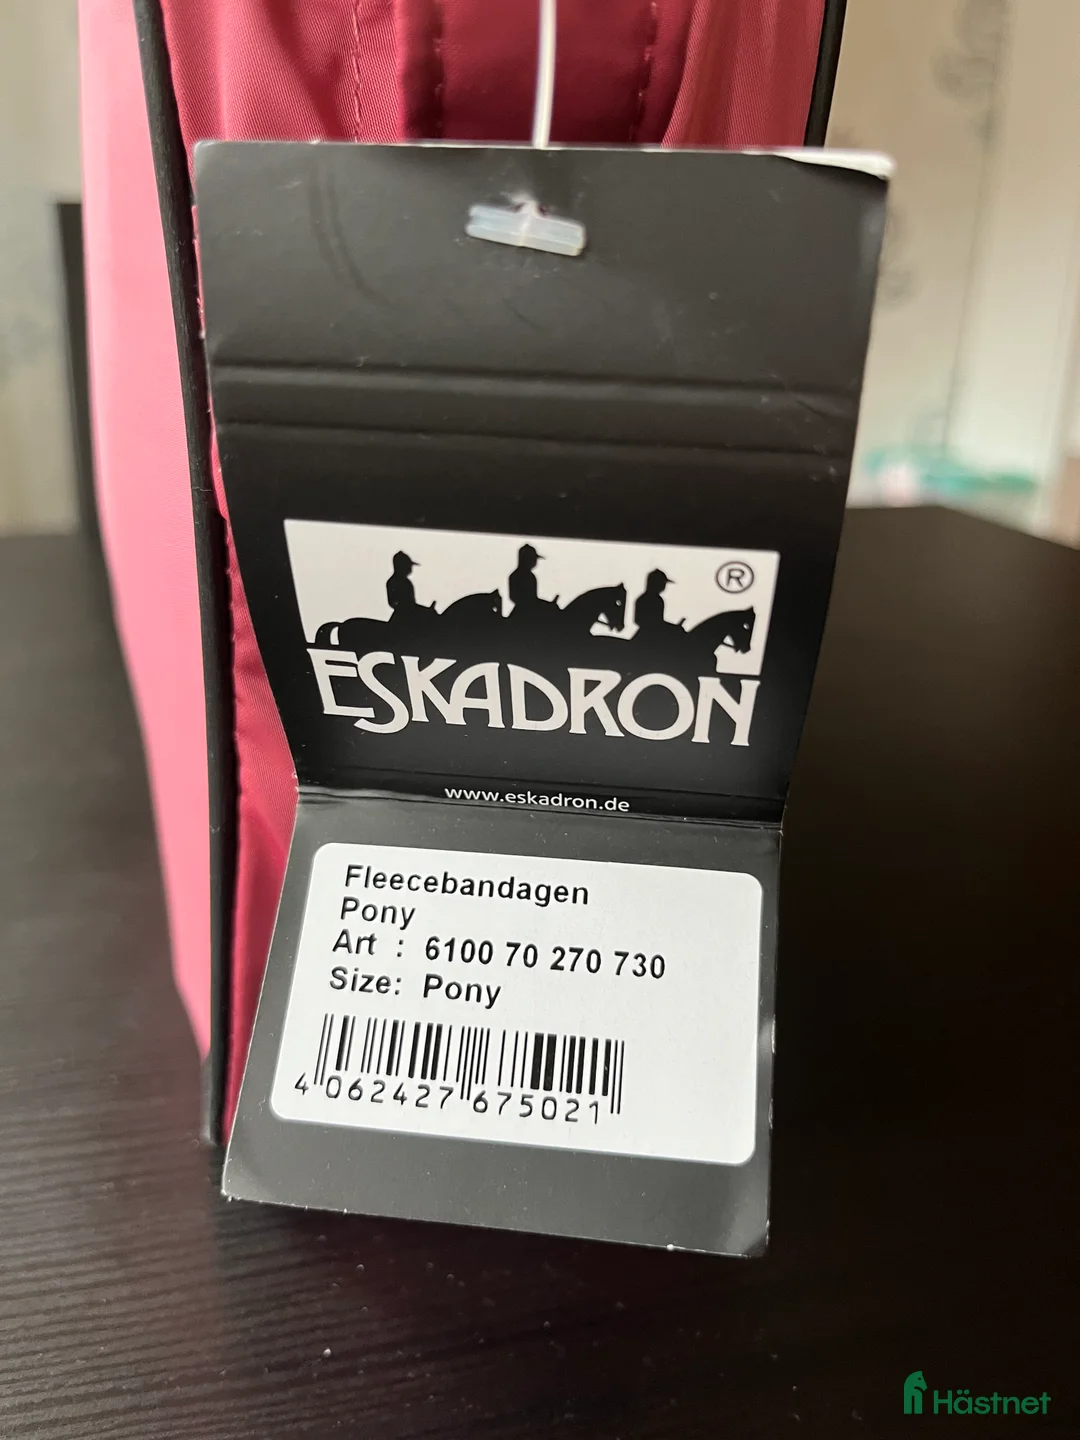 ®
ESKADRON
www.eskadron.de
Fleecebandagen
Pony
Art : 6100 70 270 730
Size: Pony
4 062427 675021
Hästnet